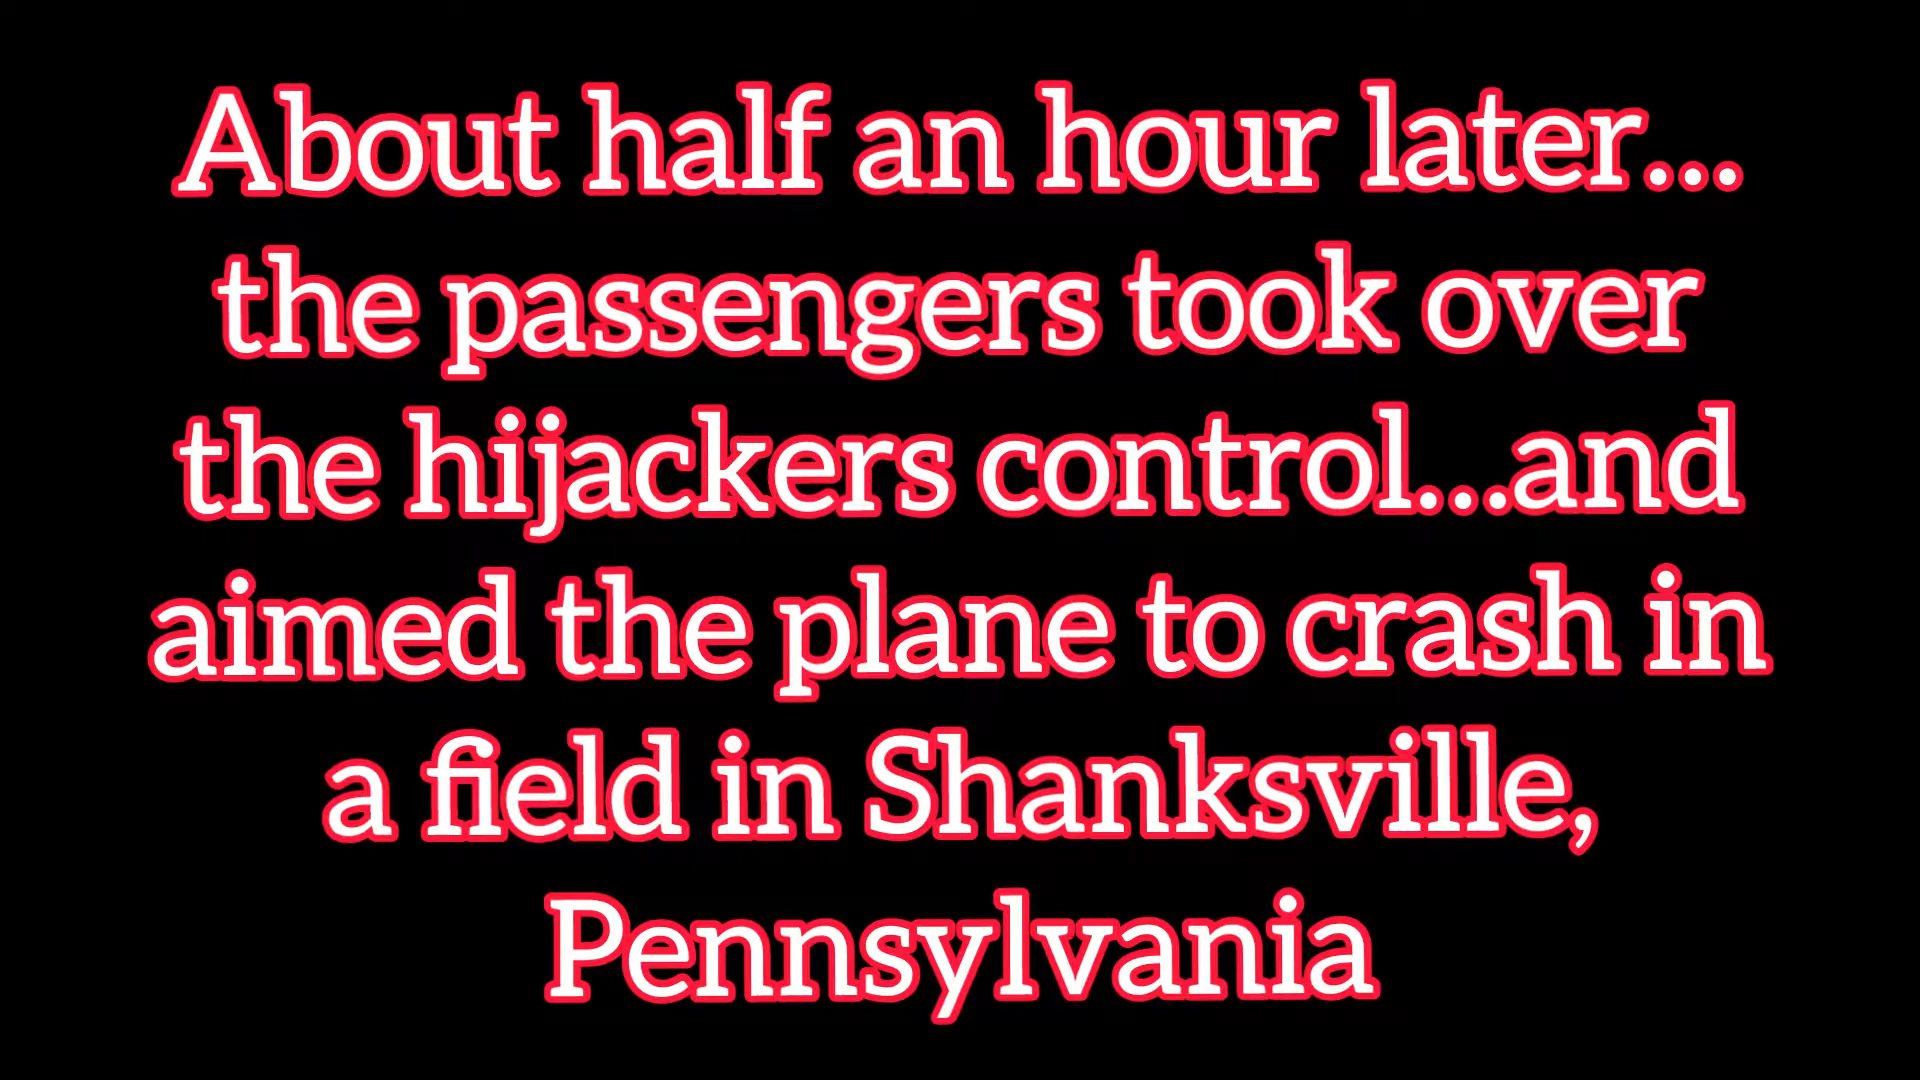 About half an hour later...
the passengers took over
the hijackers control...and
aimed the plane to crash in
a field in Shanksville,
Pennsylvania